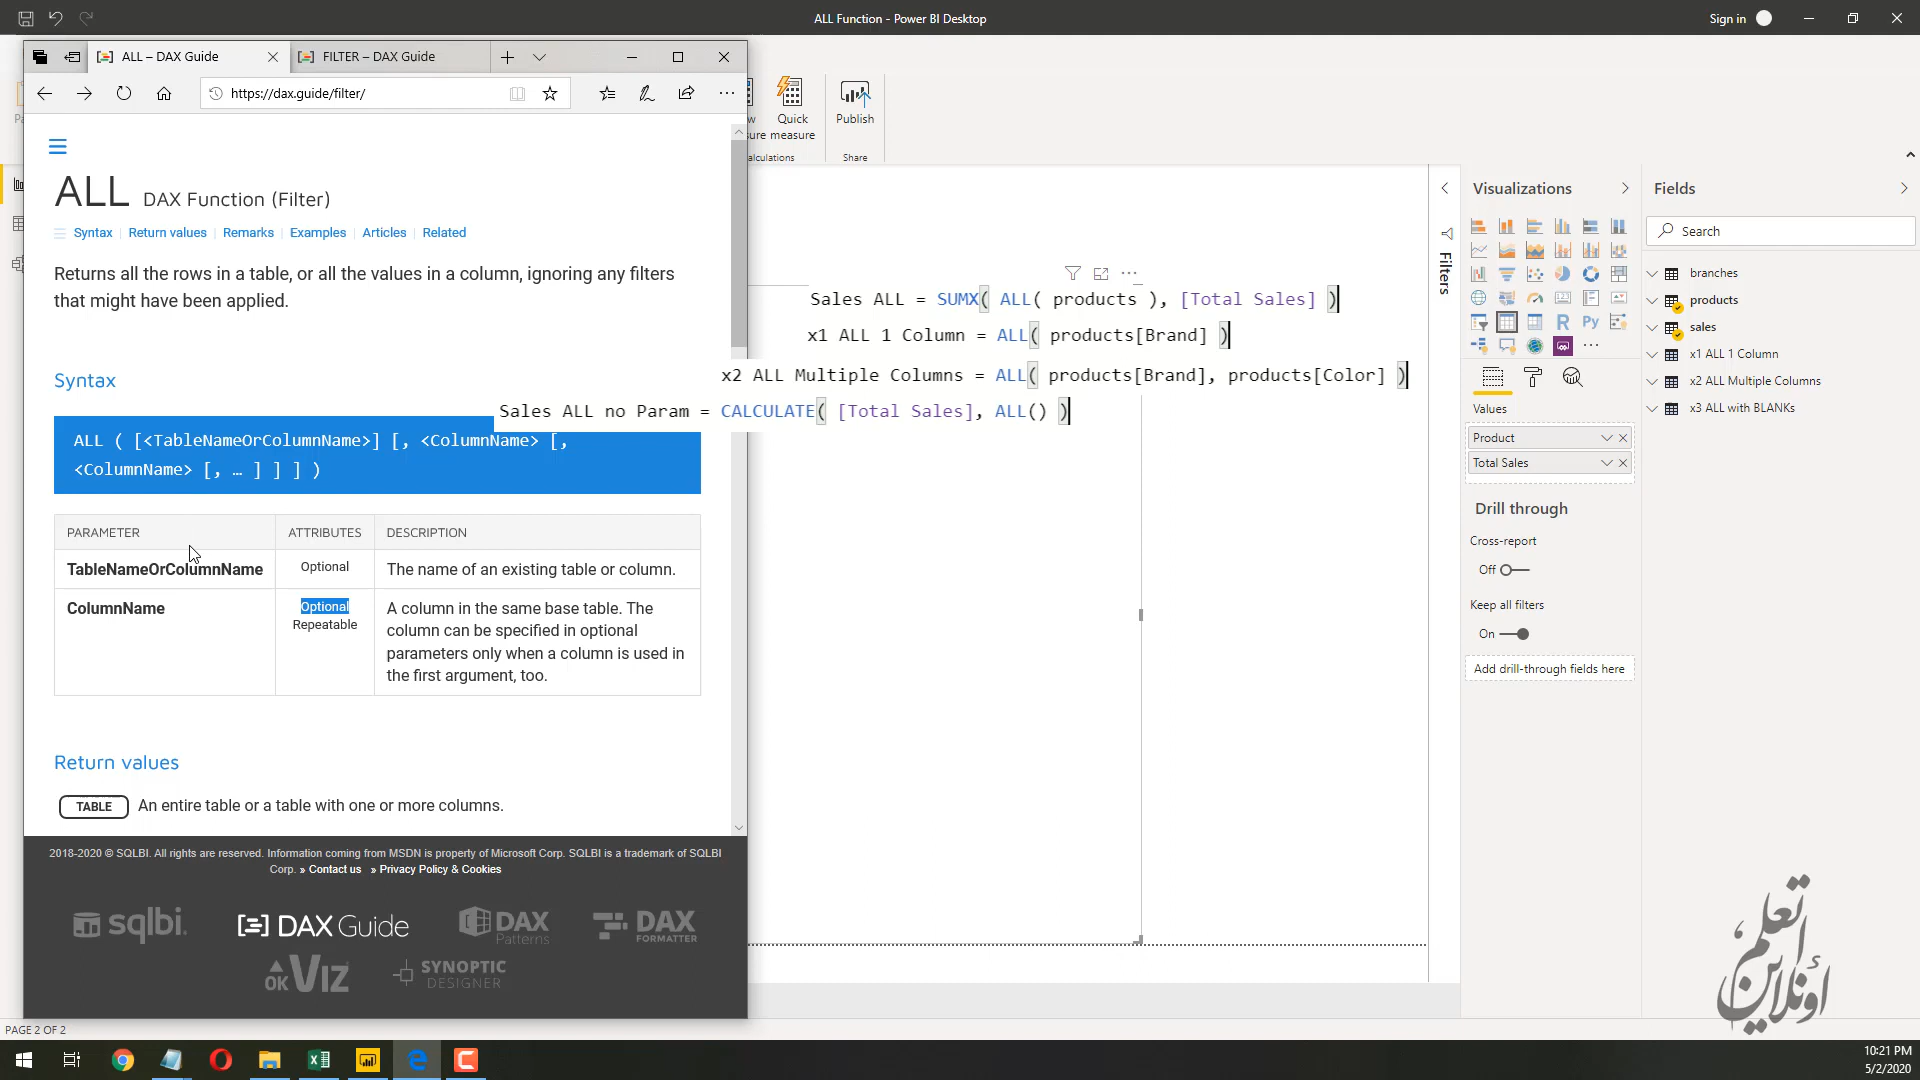 ALL Function - Power BI Desktop
Sign in
ALL – DAX Guide
FILTER – DAX Guide
https://dax.guide/filter/
Quick
measure
Publish
Share
ALL DAX Function (Filter)
Syntax | Return values | Remarks | Examples | Articles | Related
Returns all the rows in a table, or all the values in a column, ignoring any filters
that might have been applied.
Syntax
ALL ( [<TableNameOrColumnName>] [, <ColumnName> [,
<ColumnName> [, … ] ] ] )
PARAMETER ATTRIBUTES DESCRIPTION
TableNameOrColumnName Optional The name of an existing table or column.
ColumnName Optional
Repeatable
A column in the same base table. The
column can be specified in optional
parameters only when a column is used in
the first argument, too.
Return values
TABLE An entire table or a table with one or more columns.
2018-2020 © SQLBI. All rights are reserved. Information coming from MSDN is property of Microsoft Corp. SQLBI is a trademark of SQLBI
Corp. » Contact us » Privacy Policy & Cookies
sqlbi.
DAX Guide
DAX
Patterns
DAX
FORMATTER
OK VIZ
SYNOPTIC
DESIGNER
Sales ALL = SUMX( ALL( products ), [Total Sales] )
x1 ALL 1 Column = ALL( products[Brand] )
x2 ALL Multiple Columns = ALL( products[Brand], products[Color] )
Sales ALL no Param = CALCULATE( [Total Sales], ALL() )
Filters
Visualizations
R
Py
Values
Product
Total Sales
Drill through
Cross-report
Off
Keep all filters
On
Add drill-through fields here
Fields
Search
branches
products
sales
x1 ALL 1 Column
x2 ALL Multiple Columns
x3 ALL with BLANKs
أتعلم
أونلاين
PAGE 2 OF 2
10:21 PM
5/2/2020